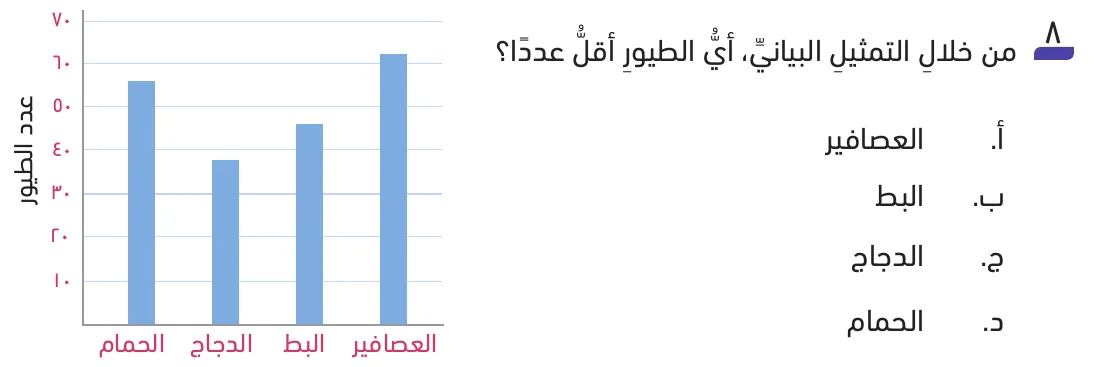 ٨
من خلالِ التمثيلِ البيانيِّ، أيُّ الطيورِ أقلُّ عددًا؟
أ. العصافير
ب. البط
ج. الدجاج
د. الحمام
عدد الطيور
٧٠
٦٠
٥٠
٤٠
٣٠
٢٠
١٠
العصافير البط الدجاج الحمام